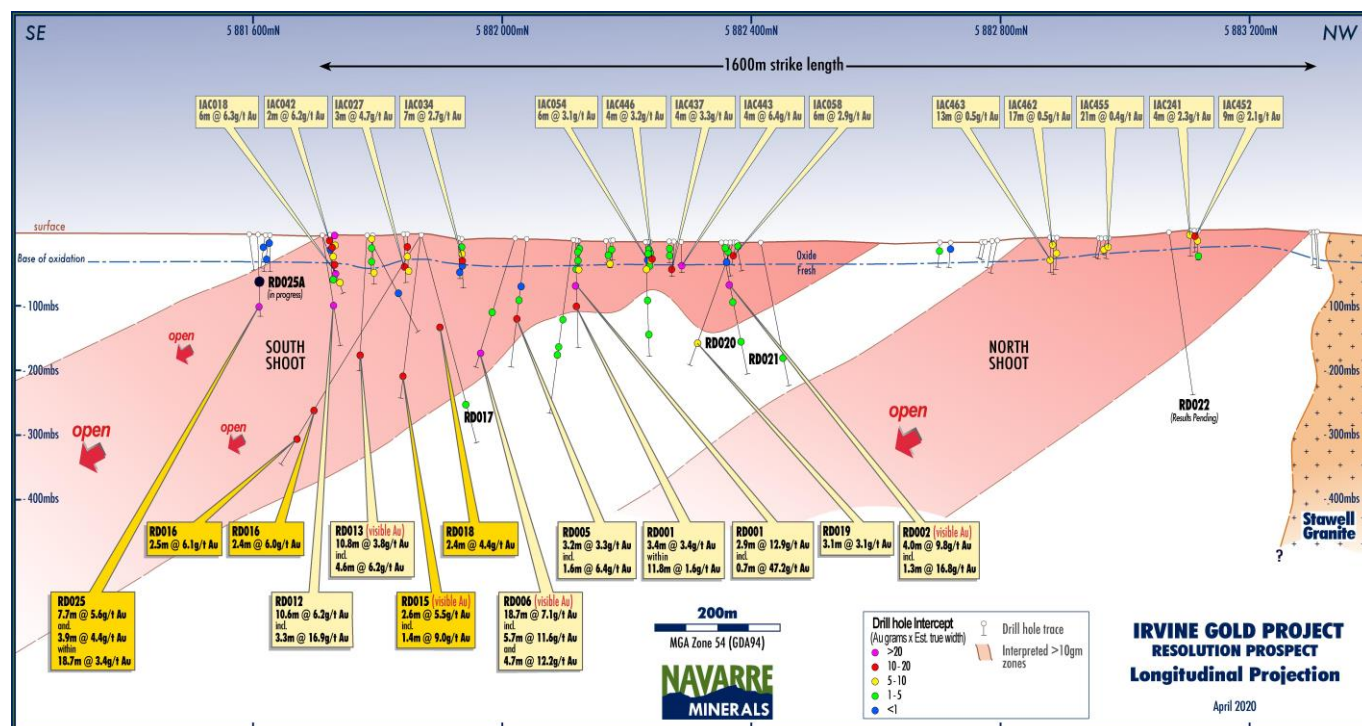 SE
5 881 600mN
5 882 000mN
5 882 400mN
5 882 800mN
5 883 200mN
NW
1600m strike length
IAC018
6m @ 6.3g/t Au
IAC042
2m @ 6.2g/t Au
IAC027
3m @ 4.7g/t Au
IAC034
7m @ 2.7g/t Au
IAC054
6m @ 3.1g/t Au
IAC446
4m @ 3.2g/t Au
IAC437
4m @ 3.3g/t Au
IAC443
4m @ 6.4g/t Au
IAC058
6m @ 2.9g/t Au
IAC463
13m @ 0.5g/t Au
IAC462
17m @ 0.5g/t Au
IAC455
21m @ 0.4g/t Au
IAC241
4m @ 2.3g/t Au
IAC452
9m @ 2.1g/t Au
surface
Base of oxidation
Oxide
Fresh
RD025A
(in progress)
- 100mbs
- 200mbs
- 300mbs
- 400mbs
- 100mbs
- 200mbs
- 300mbs
- 400mbs
open
SOUTH
SHOOT
open
open
RD017
RD020
RD021
NORTH
SHOOT
open
RD022
(Results Pending)
Stawell
Granite
?
RD016
2.5m @ 6.1g/t Au
RD016
2.4m @ 6.0g/t Au
RD013 (visible Au)
10.8m @ 3.8g/t Au
incl.
4.6m @ 6.2g/t Au
RD018
2.4m @ 4.4g/t Au
RD005
3.2m @ 3.3g/t Au
incl.
1.6m @ 6.4g/t Au
RD001
3.4m @ 3.4g/t Au
within
11.8m @ 1.6g/t Au
RD001
2.9m @ 12.9g/t Au
incl.
0.7m @ 47.2g/t Au
RD019
3.1m @ 3.1g/t Au
RD002 (visible Au)
4.0m @ 9.8g/t Au
incl.
1.3m @ 16.8g/t Au
RD025
7.7m @ 5.6g/t Au
and
3.9m @ 4.4g/t Au
within
18.7m @ 3.4g/t Au
RD012
10.6m @ 6.2g/t Au
incl.
3.3m @ 16.9g/t Au
RD015 (visible Au)
2.6m @ 5.5g/t Au
incl.
1.4m @ 9.0g/t Au
RD006 (visible Au)
18.7m @ 7.1g/t Au
incl.
5.7m @ 11.6g/t Au
and
4.7m @ 12.2g/t Au
200m
MGA Zone 54 (GDA94)
NAVARRE
MINERALS
Drill hole Intercept
(Au grams x Est. true width)
>20
10 - 20
5 - 10
1 - 5
<1
Drill hole trace
Interpreted >10gm
zones
IRVINE GOLD PROJECT
RESOLUTION PROSPECT
Longitudinal Projection
April 2020